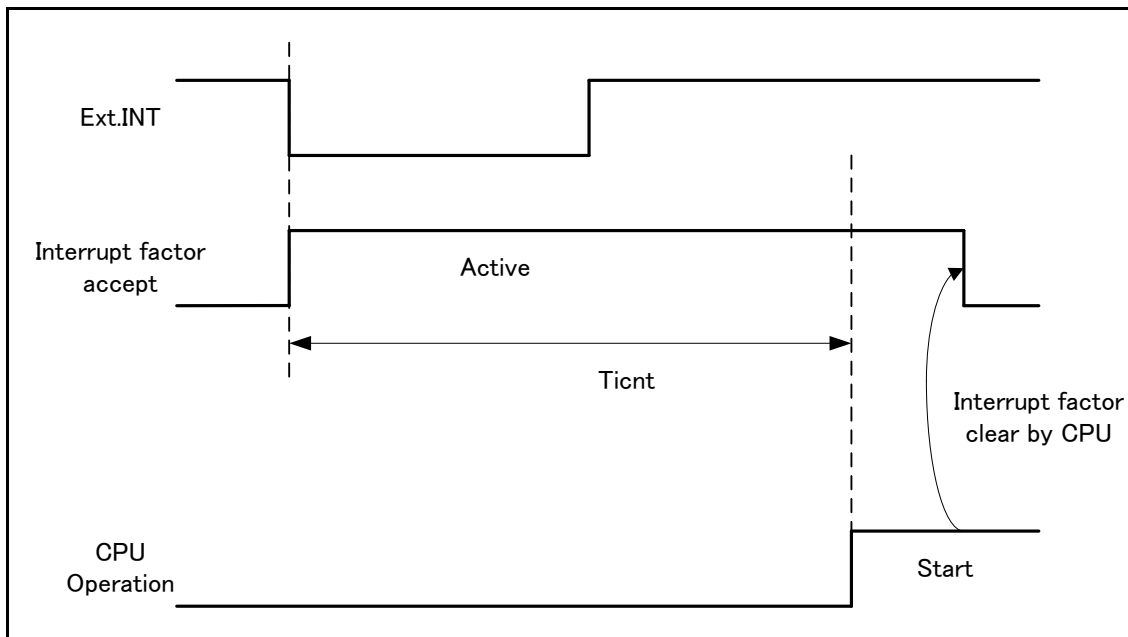 Ext.INT
Interrupt factor
accept
Active
Ticnt
Interrupt factor
clear by CPU
CPU
Operation
Start